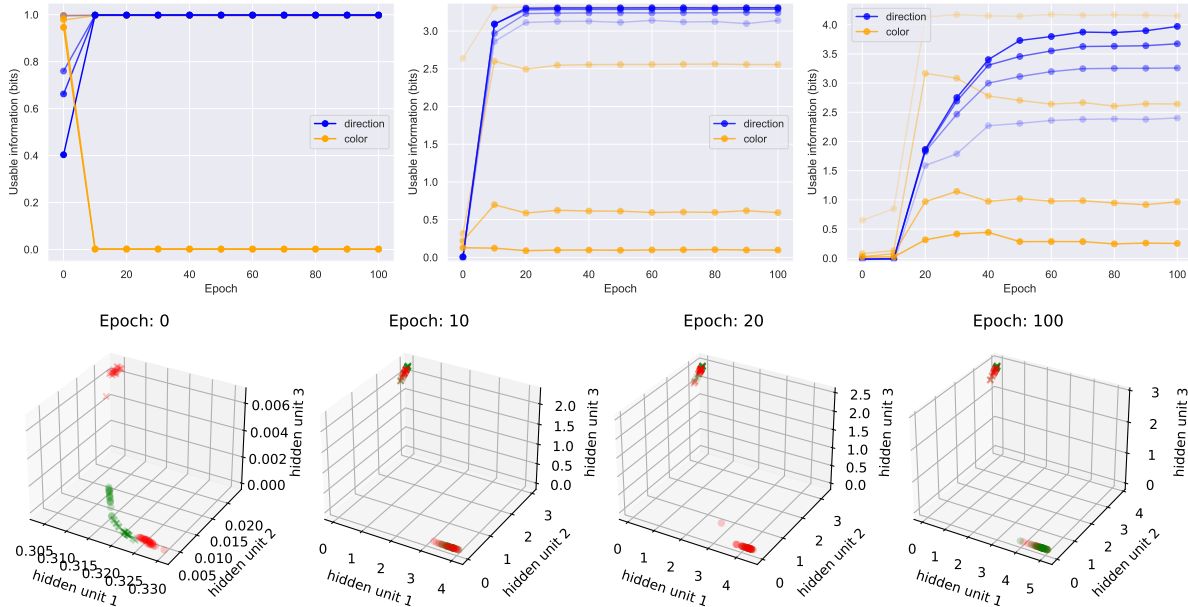 1.0
0.8
0.6
0.4
0.2
0.0
Usable information (bits)
direction
color
0 20 40 60 80 100
Epoch
3.0
2.5
2.0
1.5
1.0
0.5
0.0
Usable information (bits)
direction
color
0 20 40 60 80 100
Epoch
4.0
3.5
3.0
2.5
2.0
1.5
1.0
0.5
0.0
Usable information (bits)
direction
color
0 20 40 60 80 100
Epoch
Epoch: 0
0.006
0.004
0.002
0.000
hidden unit 3
0.020
0.015
0.010
0.005
hidden unit 2
0.305
0.310
0.315
0.320
0.325
0.330
hidden unit 1
Epoch: 10
2.0
1.5
1.0
0.5
0.0
hidden unit 3
3
2
1
0
hidden unit 2
0 1 2 3 4
hidden unit 1
Epoch: 20
2.5
2.0
1.5
1.0
0.5
0.0
hidden unit 3
3
2
1
0
hidden unit 2
0 1 2 3 4
hidden unit 1
Epoch: 100
3
2
1
0
hidden unit 3
4
3
2
1
0
hidden unit 2
0 1 2 3 4 5
hidden unit 1